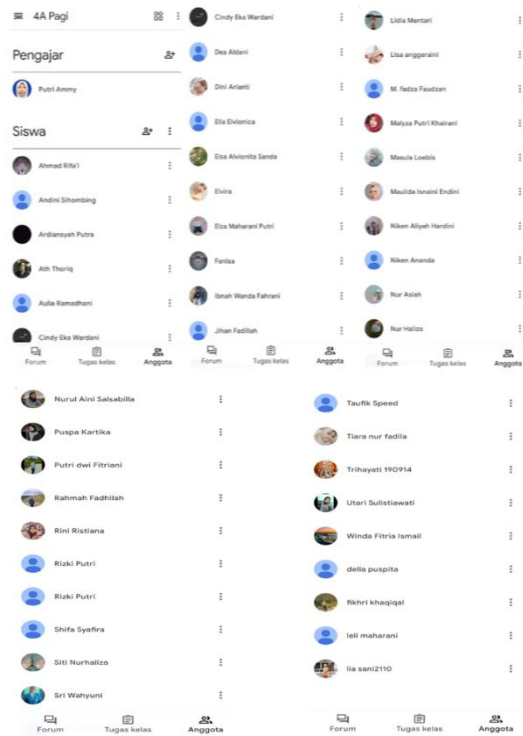 4A Pagi
Pengajar
Putri Ammy
Siswa
Ahmad Rifa'i
Andini Sihombing
Ardiansyah Putra
Ath Thoriq
Aulia Ramadhani
Cindy Eka Wardani
Forum Tugas kelas Anggota
Cindy Eka Wardani
Dea Aldani
Dini Arianti
Ella Elvionica
Elsa Alvionita Sanda
Elvira
Elza Maharani Putri
Fanisa
Ibnah Wanda Fahrani
Jihan Fadillah
Forum Tugas kelas Anggota
Lidia Mentari
Lisa anggeraini
M. fadza Faudzan
Malyza Putri Khairani
Masula Loebis
Maulida Isnaini Endini
Niken Aliyah Hardini
Niken Ananda
Nur Asiah
Nur Haliza
Forum Tugas kelas Anggota
Nurul Aini Salsabilla
Puspa Kartika
Putri dwi Fitriani
Rahmah Fadhilah
Rini Ristiana
Rizki Putri
Rizki Putri
Shifa Syafira
Siti Nurhaliza
Sri Wahyuni
Forum Tugas kelas Anggota
Taufik Speed
Tiara nur fadila
Trihayati 190914
Utari Sulistiawati
Winda Fitria Ismail
della puspita
fikhri khaqiqal
leli maharani
lia sani2110
Forum Tugas kelas Anggota